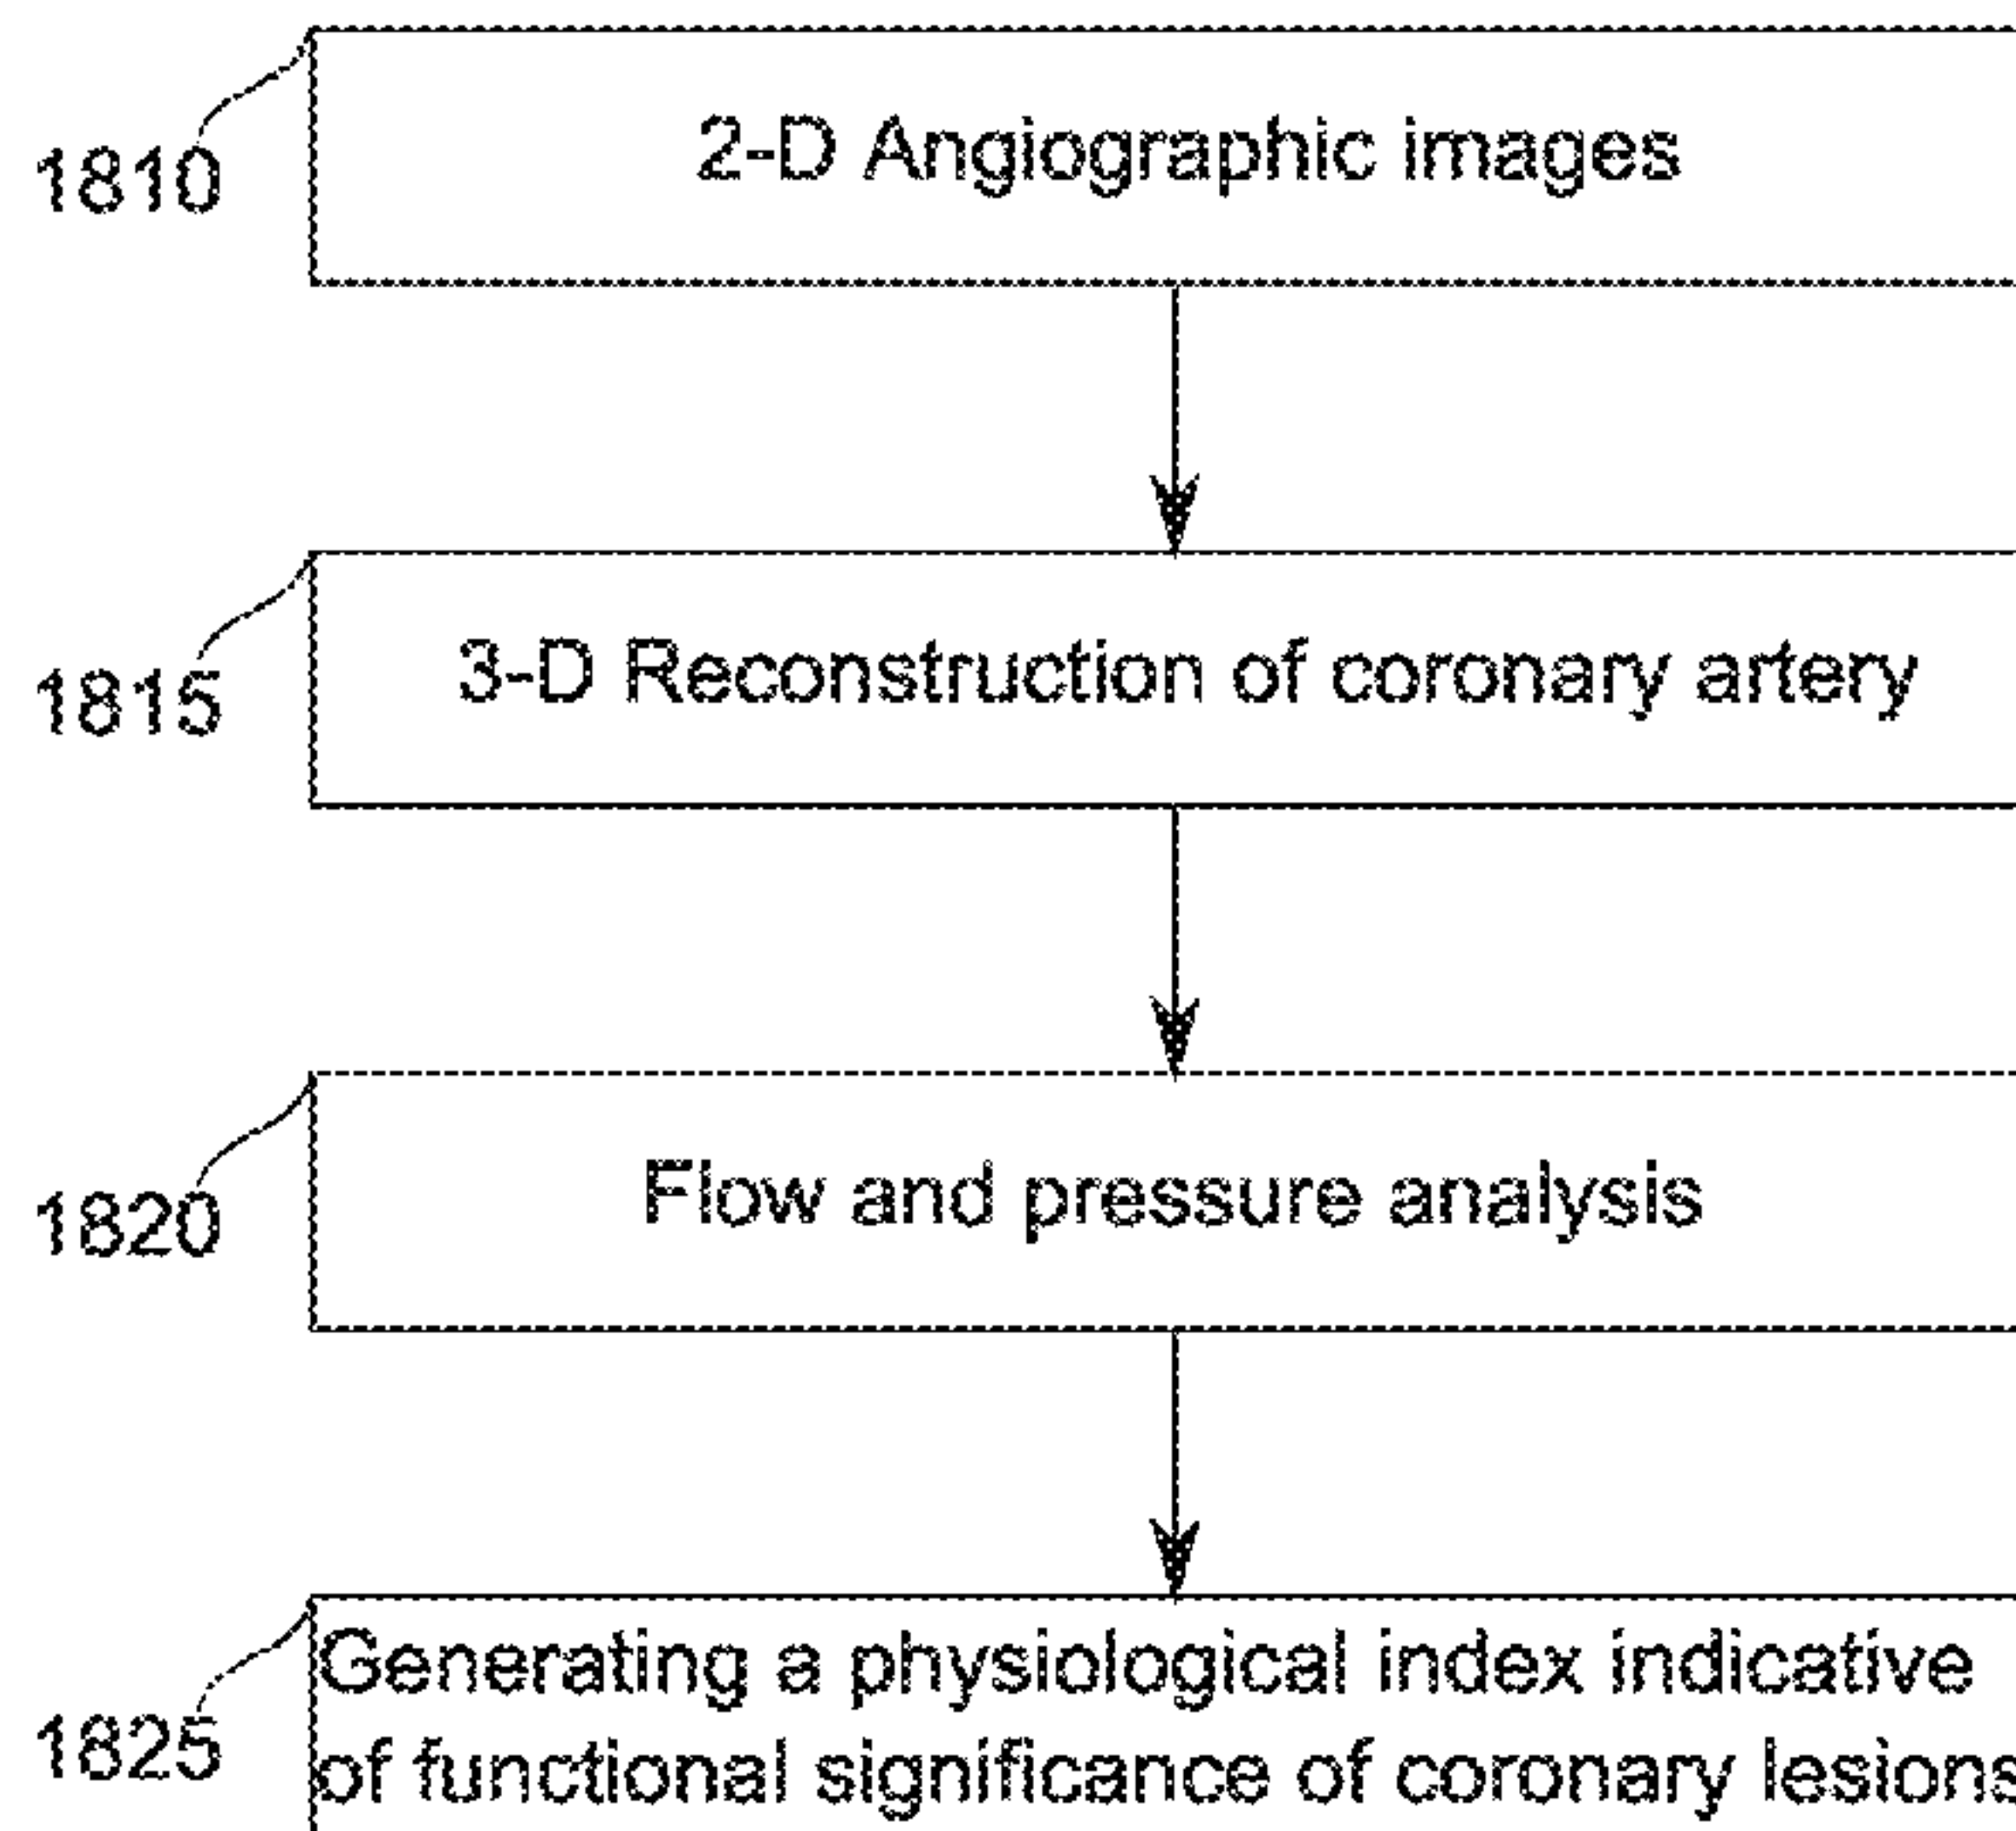 2-D Angiographic images
1810
3-D Reconstruction of coronary artery
1815
Flow and pressure analysis
1820
Generating a physiological index indicative
of functional significance of coronary lesions
1825